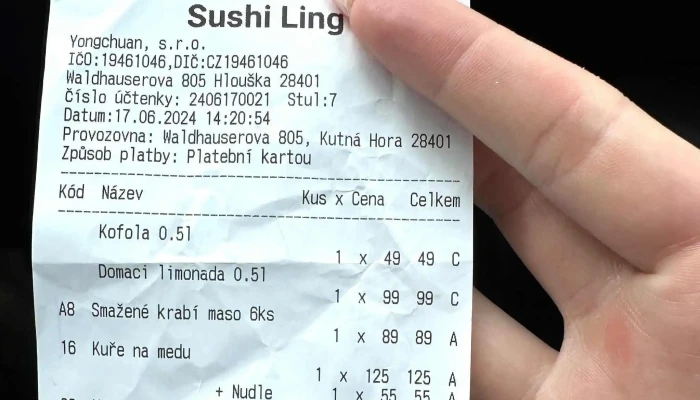 Sushi Ling
Yongchuan, s.r.o.
IČO:19461046,DIČ:CZ19461046
Waldhauserova 805 Hlouška 28401
Číslo účtenky: 2406170021 Stul:7
Datum:17.06.2024 14:20:54
Provozovna: Waldhauserova 805, Kutná Hora 28401
Způsob platby: Platební kartou
Kód Název Kus x Cena Celkem
Kofola 0.5l
1 x 49 49 C
Domaci limonada 0.5l
1 x 99 99 C
A8 Smažené krabí maso 6ks
1 x 89 89 A
16 Kuře na medu
1 x 125 125 A
+ Nudle
1 x 55 55 A